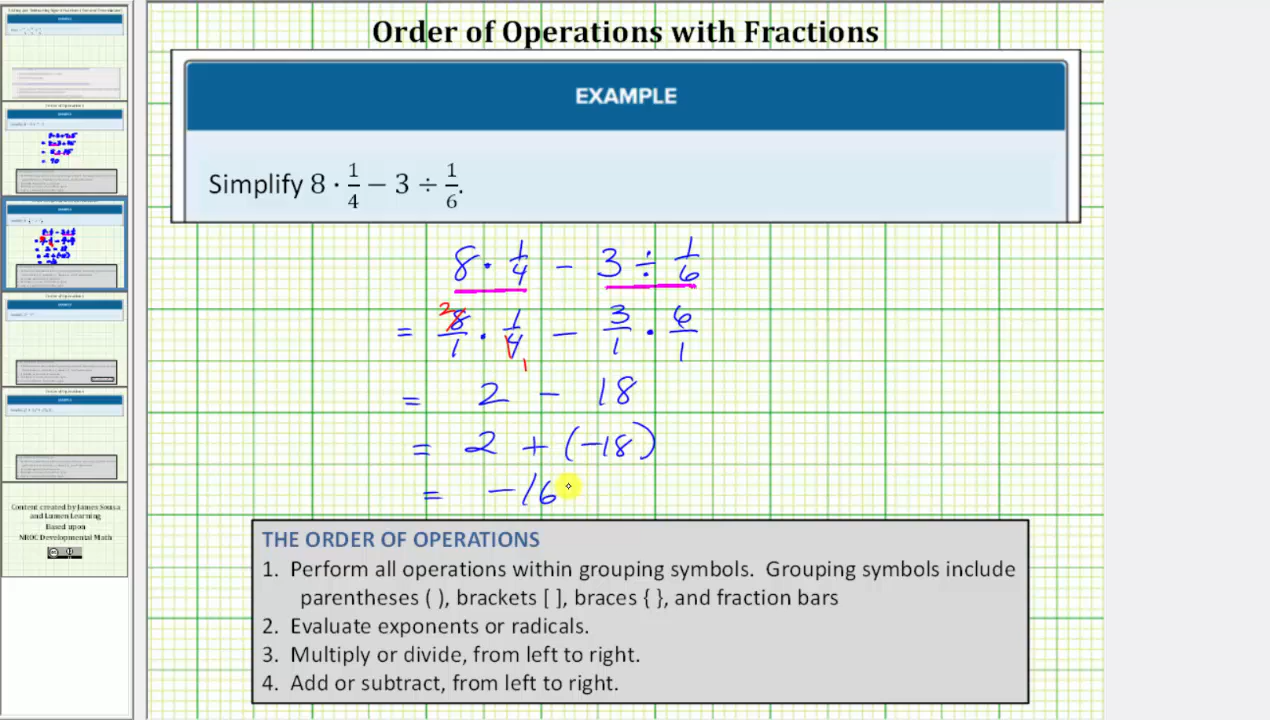 Order of Operations with Fractions
EXAMPLE
Simplify 8 · 1/4 − 3 ÷ 1/6.
8 · 1/4 − 3 ÷ 1/6
= 2 8/1 · 1/4 1 − 3/1 · 6/1
= 2 − 18
= 2 + (−18)
= −16
THE ORDER OF OPERATIONS
1. Perform all operations within grouping symbols. Grouping symbols include
parentheses ( ), brackets [ ], braces { }, and fraction bars
2. Evaluate exponents or radicals.
3. Multiply or divide, from left to right.
4. Add or subtract, from left to right.
Content created by James Sousa
and Lumen Learning
Based upon
NROC Developmental Math